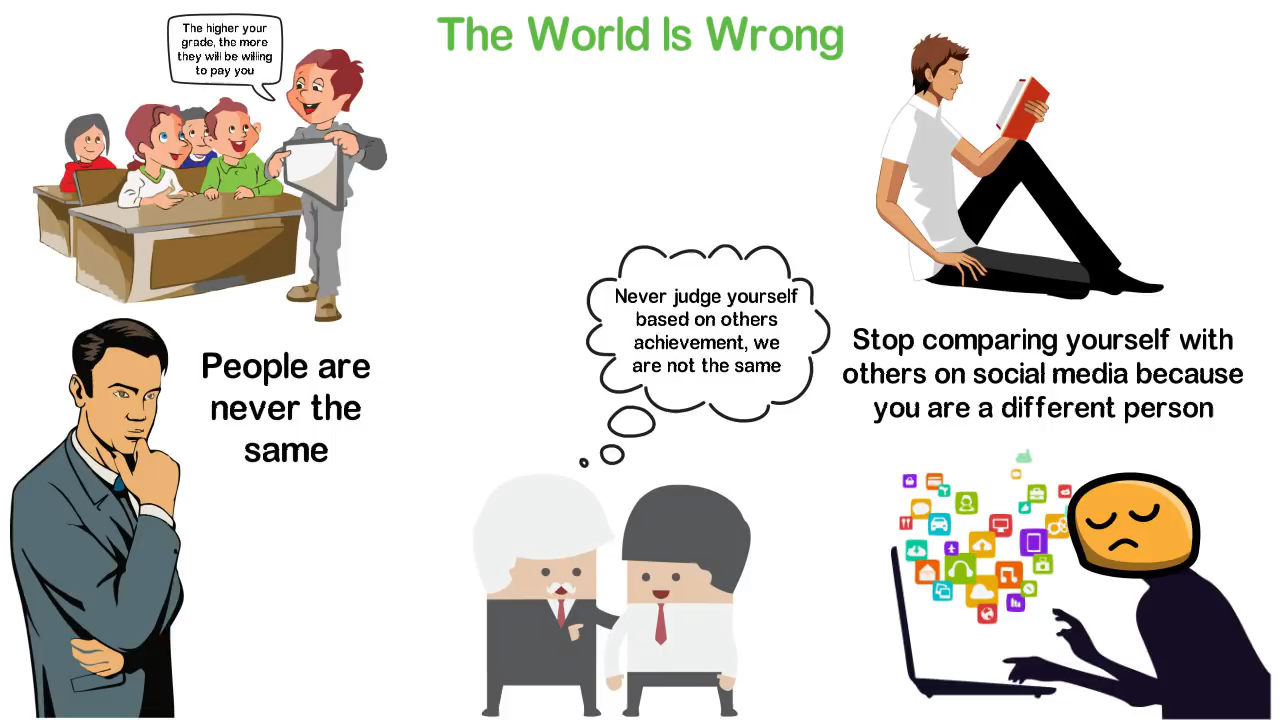 The World Is Wrong
The higher your
grade, the more
they will be willing
to pay you
People are
never the
same
Never judge yourself
based on others
achievement, we
are not the same
Stop comparing yourself with
others on social media because
you are a different person